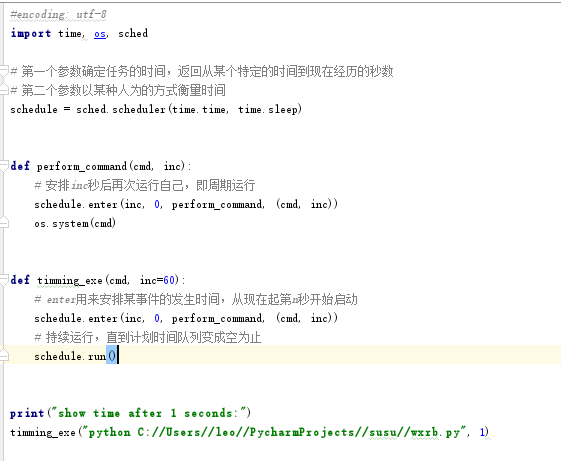 #encoding: utf-8
import time, os, sched
# 第一个参数确定任务的时间，返回从某个特定的时间到现在经历的秒数
# 第二个参数以某种人为的方式衡量时间
schedule = sched.scheduler(time.time, time.sleep)
def perform_command(cmd, inc):
    # 安排inc秒后再次运行自己，即周期运行
    schedule.enter(inc, 0, perform_command, (cmd, inc))
    os.system(cmd)
def timming_exe(cmd, inc=60):
    # enter用来安排某事件的发生时间，从现在起第n秒开始启动
    schedule.enter(inc, 0, perform_command, (cmd, inc))
    # 持续运行，直到计划时间队列变成空为止
    schedule.run()
print("show time after 1 seconds:")
timming_exe("python C://Users//leo//PycharmProjects//susu//wxrb.py", 1)